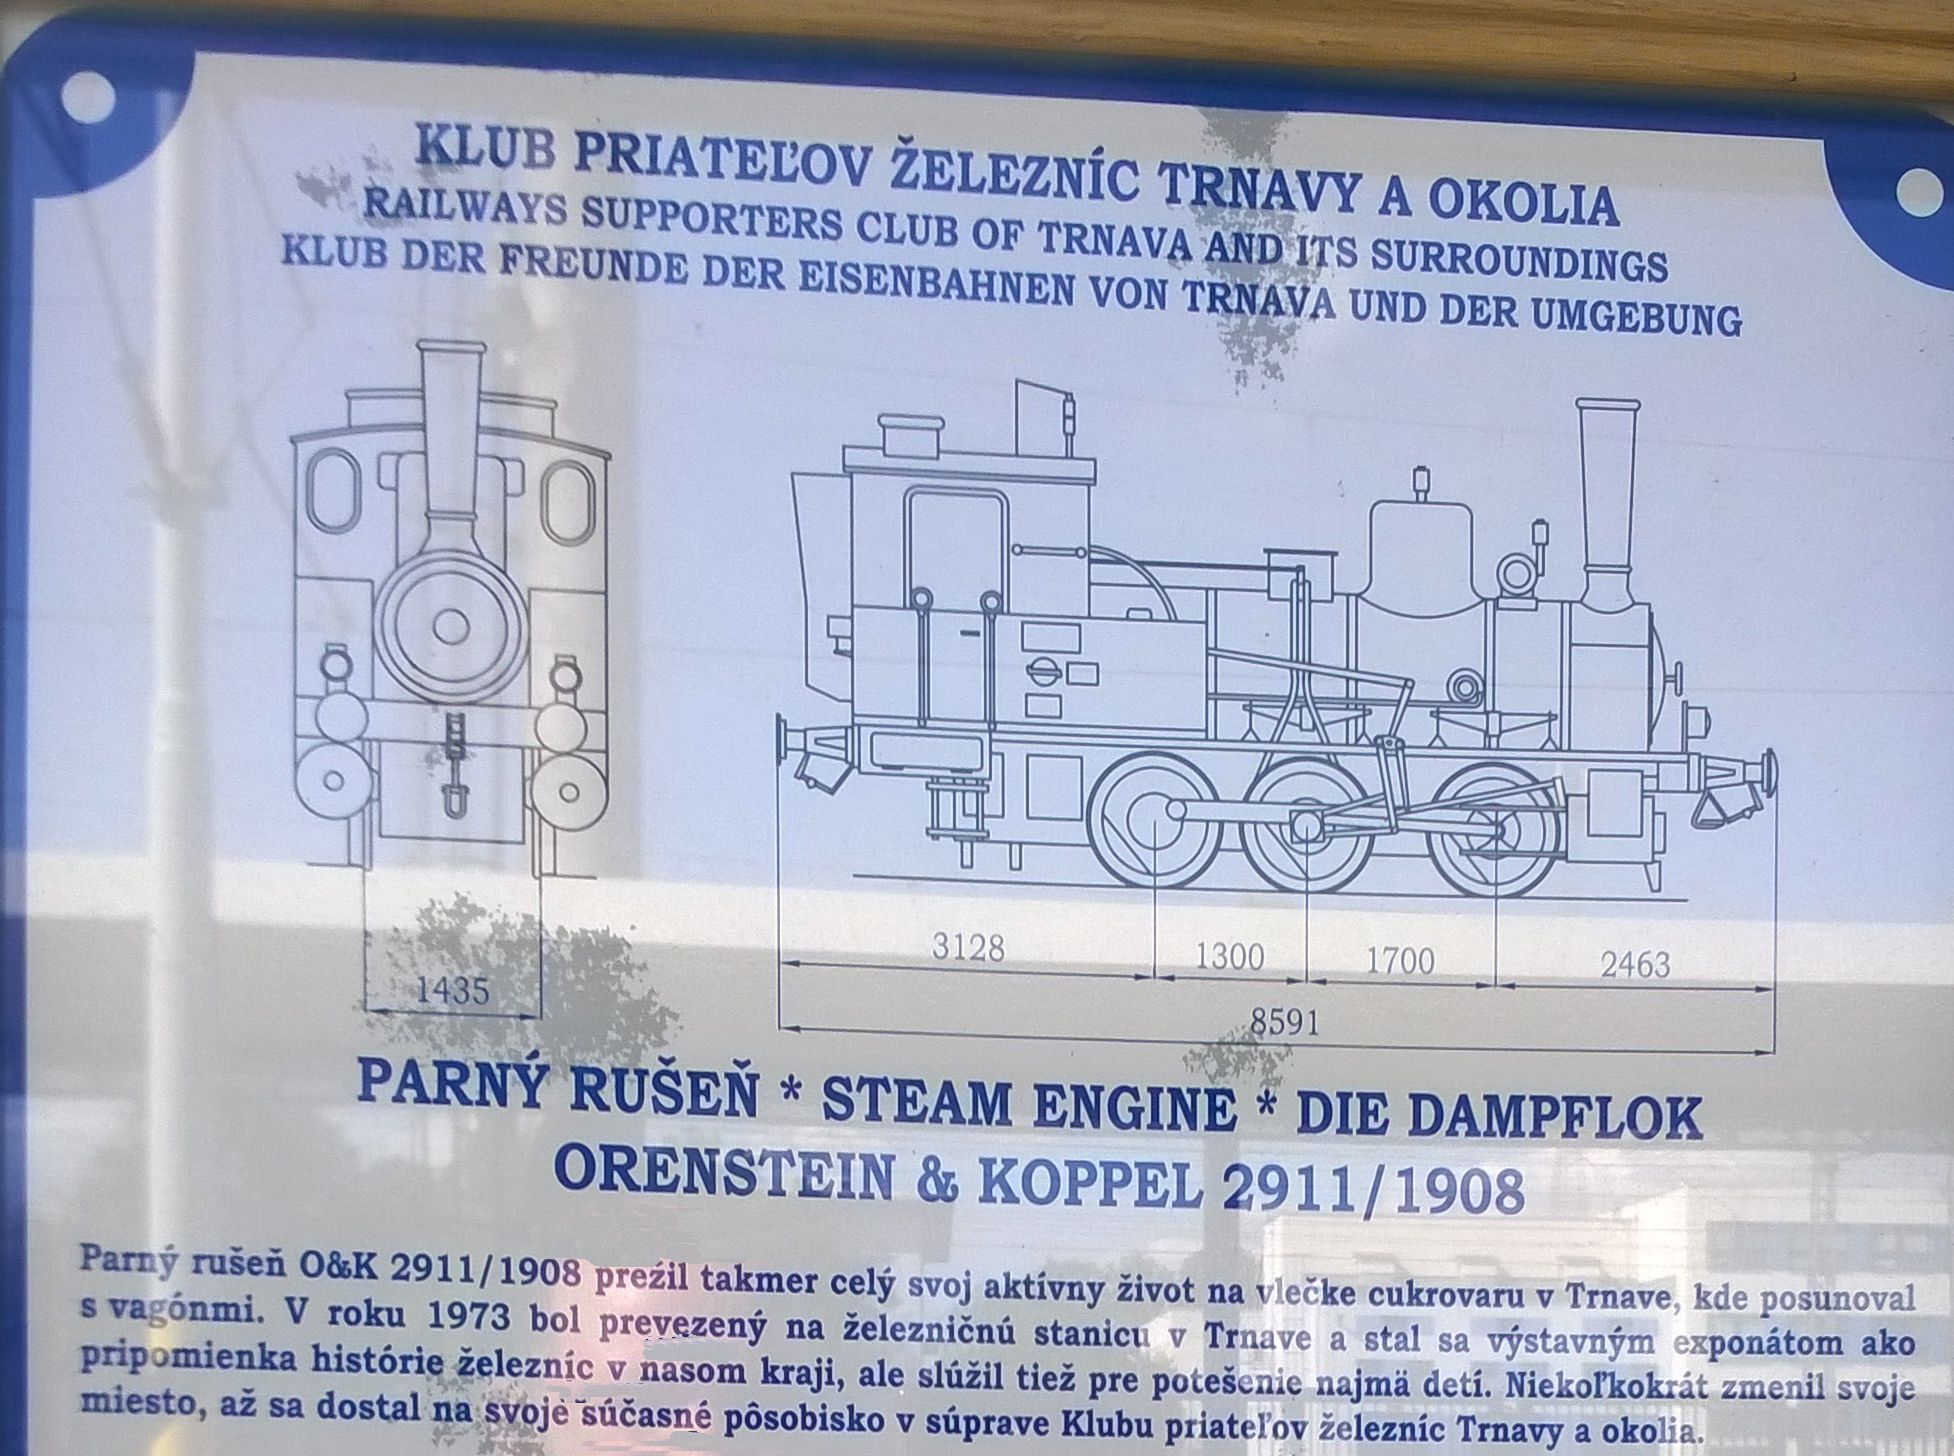 KLUB PRIATEĽOV ŽELEZNÍC TRNAVY A OKOLIA
RAILWAYS SUPPORTERS CLUB OF TRNAVA AND ITS SURROUNDINGS
KLUB DER FREUNDE DER EISENBAHNEN VON TRNAVA UND DER UMGEBUNG
3128
1300
1700
2463
1435
8591
PARNÝ RUŠEŇ * STEAM ENGINE * DIE DAMPFLOK
ORENSTEIN & KOPPEL 2911/1908
Parný rušeň O&K 2911/1908 preźil takmer celý svoj aktívny život na vlečke cukrovaru v Trnave, kde posunoval
s vagónmi. V roku 1973 bol prevezený na železničnú stanicu v Trnave a stal sa výstavným exponátom ako
pripomienka histórie železníc v nasom kraji, ale slúžil tiež pre potešenie najmä detí. Niekoľkokrát zmenil svoje
miesto, až sa dostal na svoje súčasné pôsobisko v súprave Klubu priateľov železníc Trnavy a okolia.